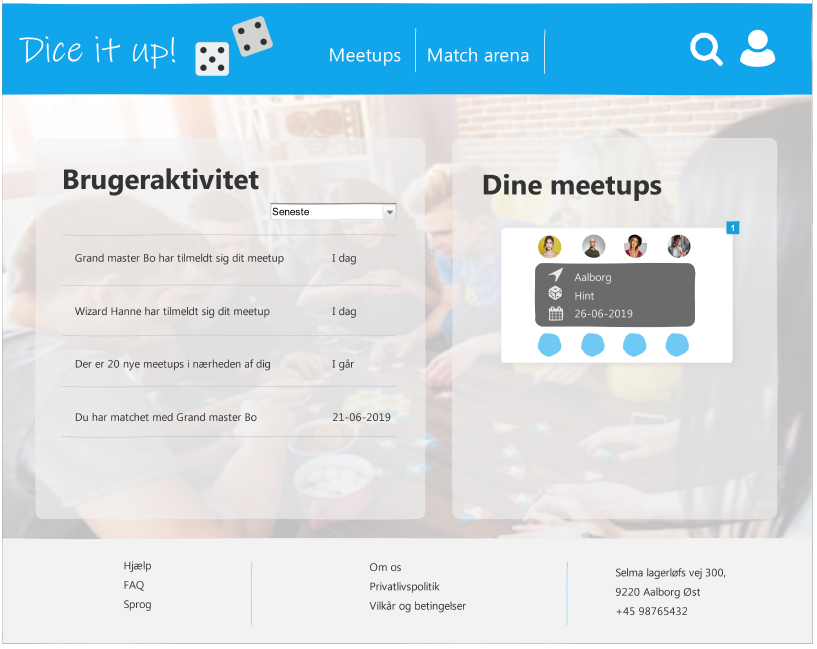 Dice it up!
Meetups
Match arena
Brugeraktivitet
Seneste
Grand master Bo har tilmeldt sig dit meetup
I dag
Wizard Hanne har tilmeldt sig dit meetup
I dag
Der er 20 nye meetups i nærheden af dig
I går
Du har matchet med Grand master Bo
21-06-2019
Dine meetups
1
Aalborg
Hint
26-06-2019
Hjælp
FAQ
Sprog
Om os
Privatlivspolitik
Vilkår og betingelser
Selma lagerløfs vej 300,
9220 Aalborg Øst
+45 98765432